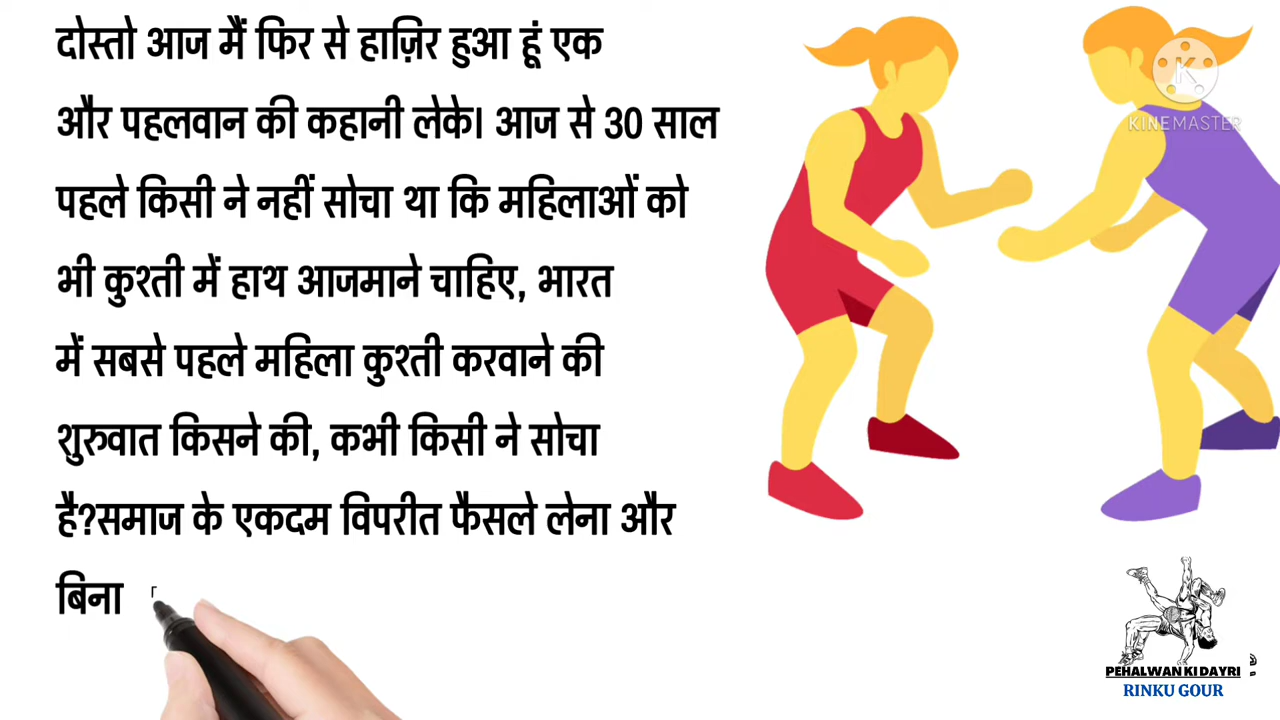 दोस्तो आज मैं फिर से हाज़िर हुआ हूं एक
और पहलवान की कहानी लेके। आज से 30 साल
पहले किसी ने नहीं सोचा था कि महिलाओं को
भी कुश्ती में हाथ आजमाने चाहिए, भारत
में सबसे पहले महिला कुश्ती करवाने की
शुरुवात किसने की, कभी किसी ने सोचा
है?समाज के एकदम विपरीत फैसले लेना और
बिना
K
KINEMASTER
PEHALWAN KI DAYRI
RINKU GOUR